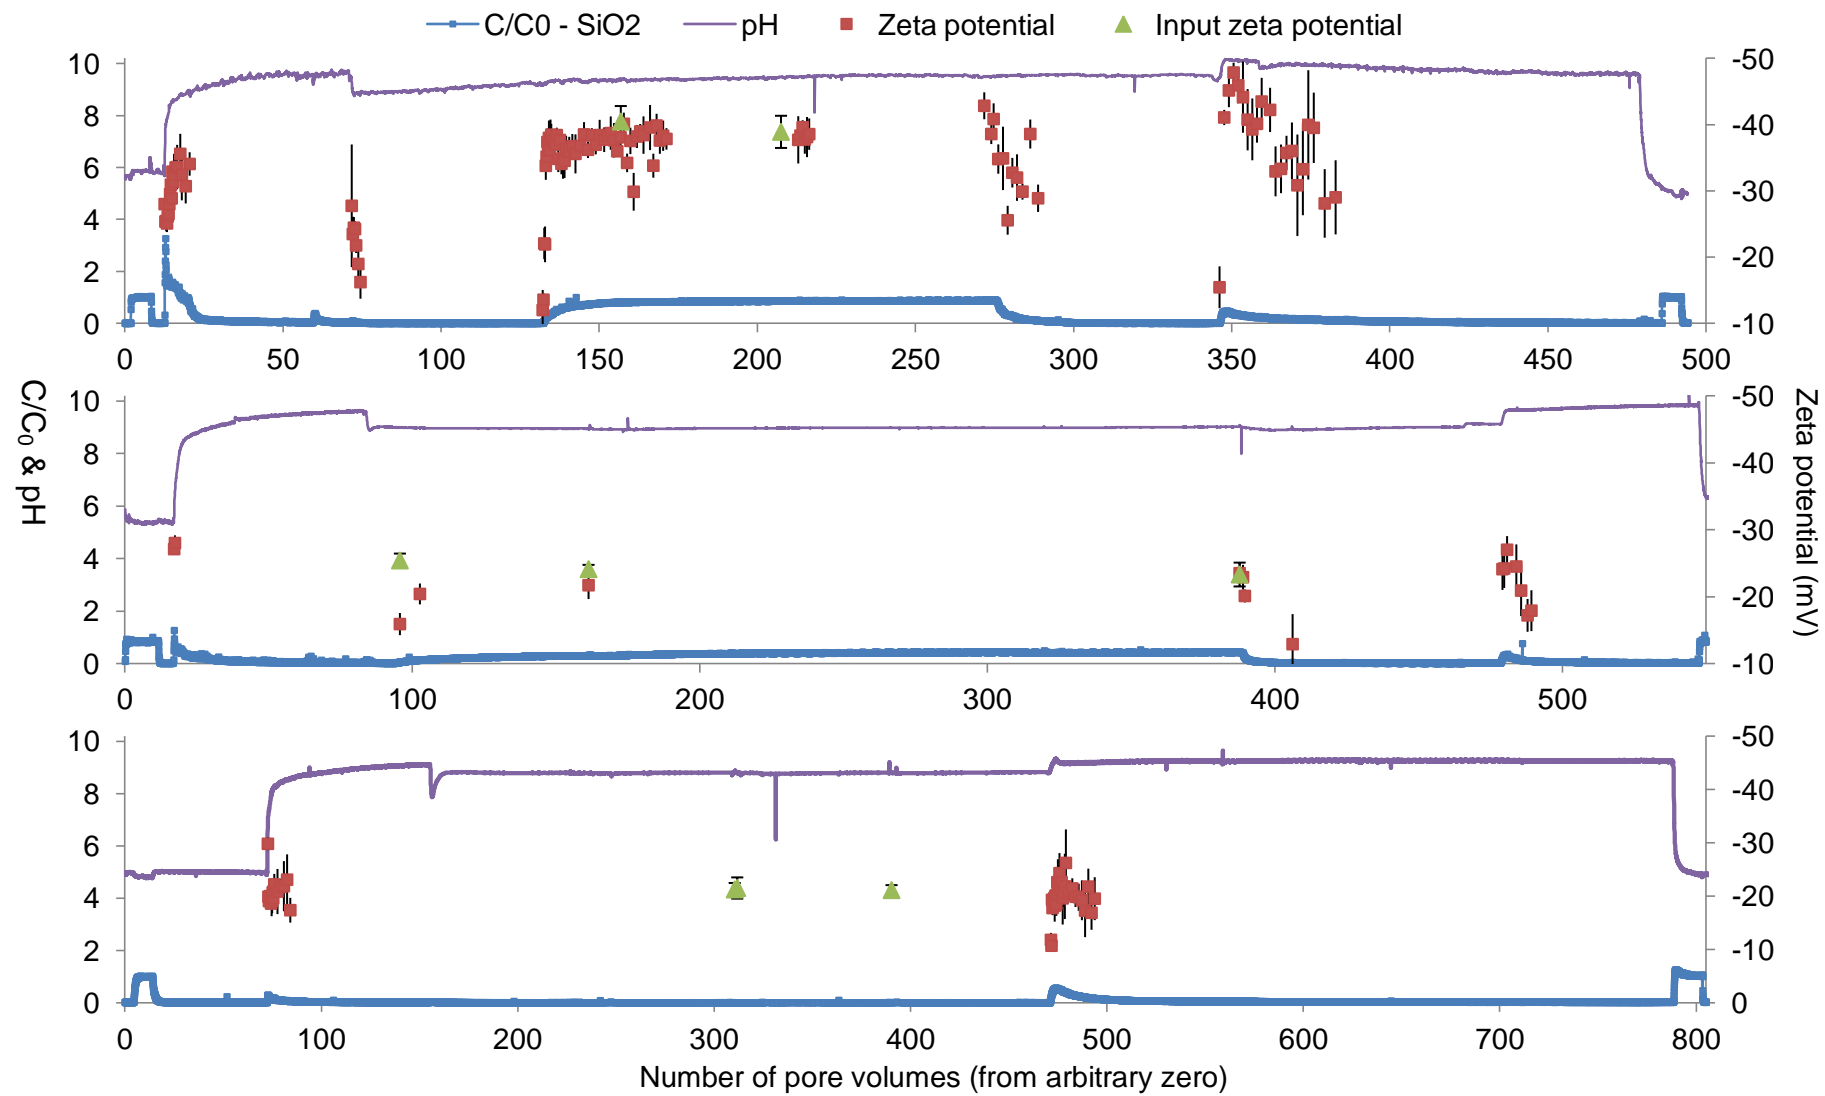 C/C0 - SiO2 pH Zeta potential Input zeta potential
10 8 6 4 2 0
-50 -40 -30 -20 -10
0 50 100 150 200 250 300 350 400 450 500
C/C₀ & pH
10 8 6 4 2 0
-50 -40 -30 -20 -10
Zeta potential (mV)
0 100 200 300 400 500
10 8 6 4 2 0
-50 -40 -30 -20 -10 0
0 100 200 300 400 500 600 700 800
Number of pore volumes (from arbitrary zero)